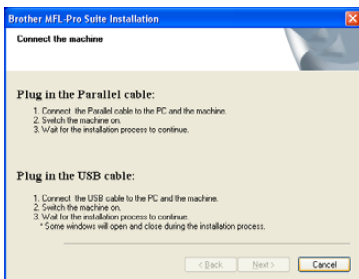 Brother MFL-Pro Suite Installation
Connect the machine
Plug in the Parallel cable:
1. Connect the Parallel cable to the PC and the machine.
2. Switch the machine on.
3. Wait for the installation process to continue.
Plug in the USB cable:
1. Connect the USB cable to the PC and the machine.
2. Switch the machine on.
3. Wait for the installation process to continue.
* Some windows will open and close during the installation process.
< Back Next > Cancel